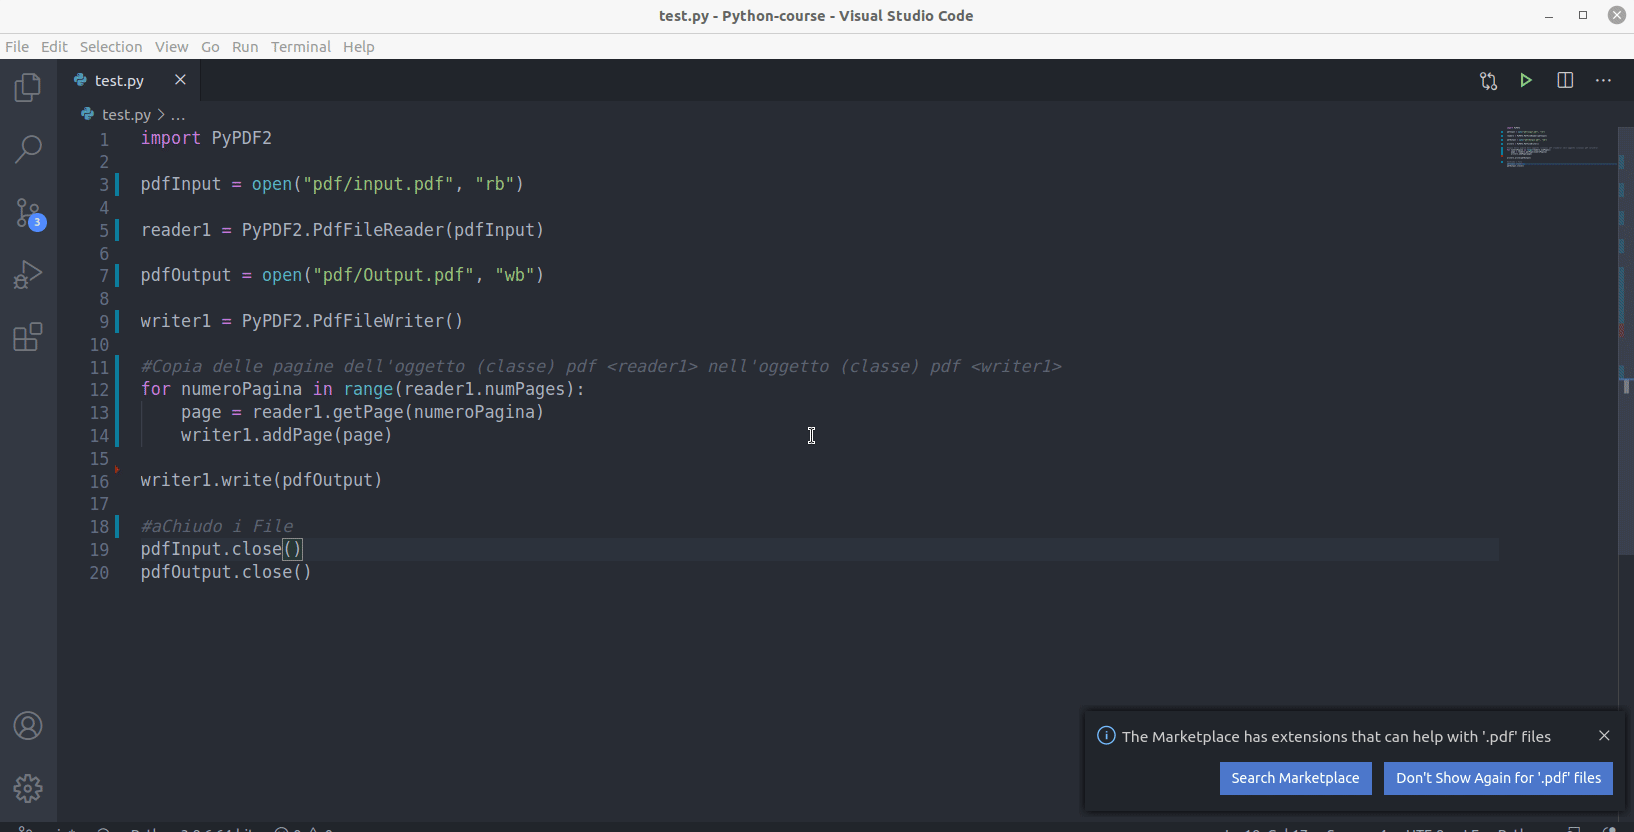 test.py - Python-course - Visual Studio Code
File Edit Selection View Go Run Terminal Help
test.py
test.py > ...
1 import PyPDF2
2
3 pdfInput = open("pdf/input.pdf", "rb")
4
5 reader1 = PyPDF2.PdfFileReader(pdfInput)
6
7 pdfOutput = open("pdf/Output.pdf", "wb")
8
9 writer1 = PyPDF2.PdfFileWriter()
10
11 #Copia delle pagine dell'oggetto (classe) pdf <reader1> nell'oggetto (classe) pdf <writer1>
12 for numeroPagina in range(reader1.numPages):
13     page = reader1.getPage(numeroPagina)
14     writer1.addPage(page)
15
16 writer1.write(pdfOutput)
17
18 #aChiudo i File
19 pdfInput.close()
20 pdfOutput.close()
3
The Marketplace has extensions that can help with '.pdf' files
Search Marketplace
Don't Show Again for '.pdf' files